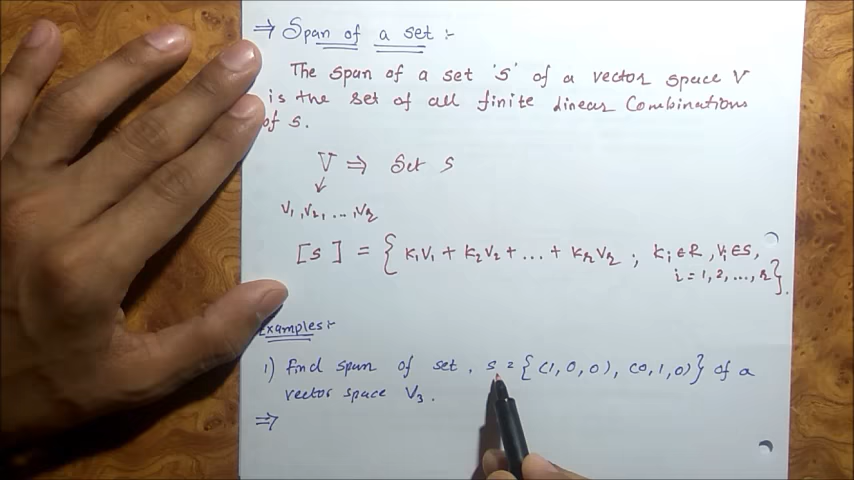 ⇒ Span of a set :-
The span of a set 's' of a vector space V
is the set of all finite Linear Combinations
of s.
V ⇒ Set S
V₁, V₂, ..., Vr
[s] = { K₁V₁ + K₂V₂ + ... + KrVr ; Ki ∈ R, Vi ∈ S,
i = 1, 2, ..., r}.
Examples:-
1) find span of set, s = {(1, 0, 0), (0, 1, 0)} of a
vector space V₃.
⇒